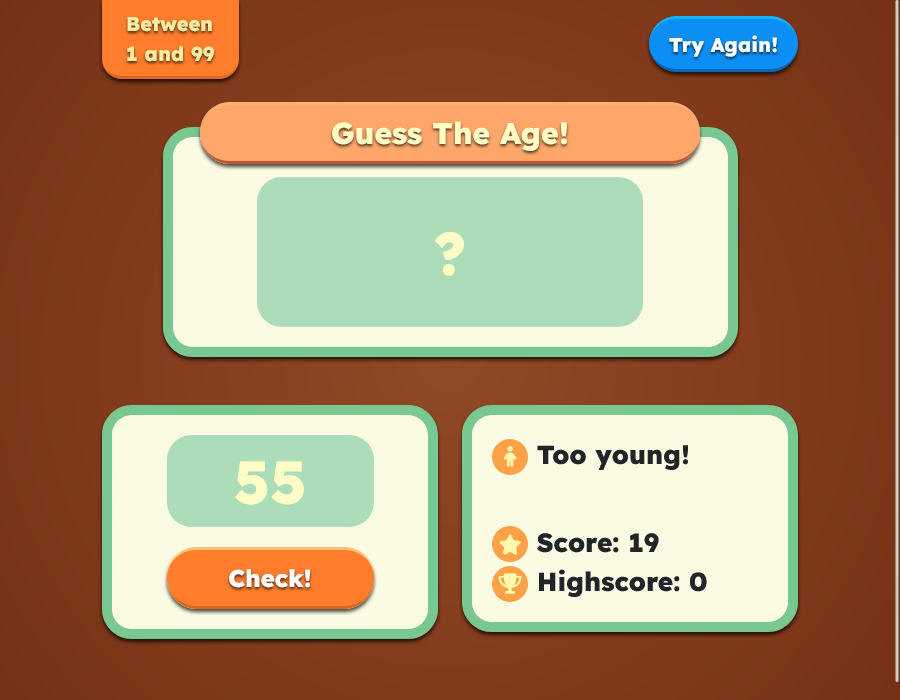 Between
1 and 99
Try Again!
Guess The Age!
?
55
Check!
Too young!
Score: 19
Highscore: 0